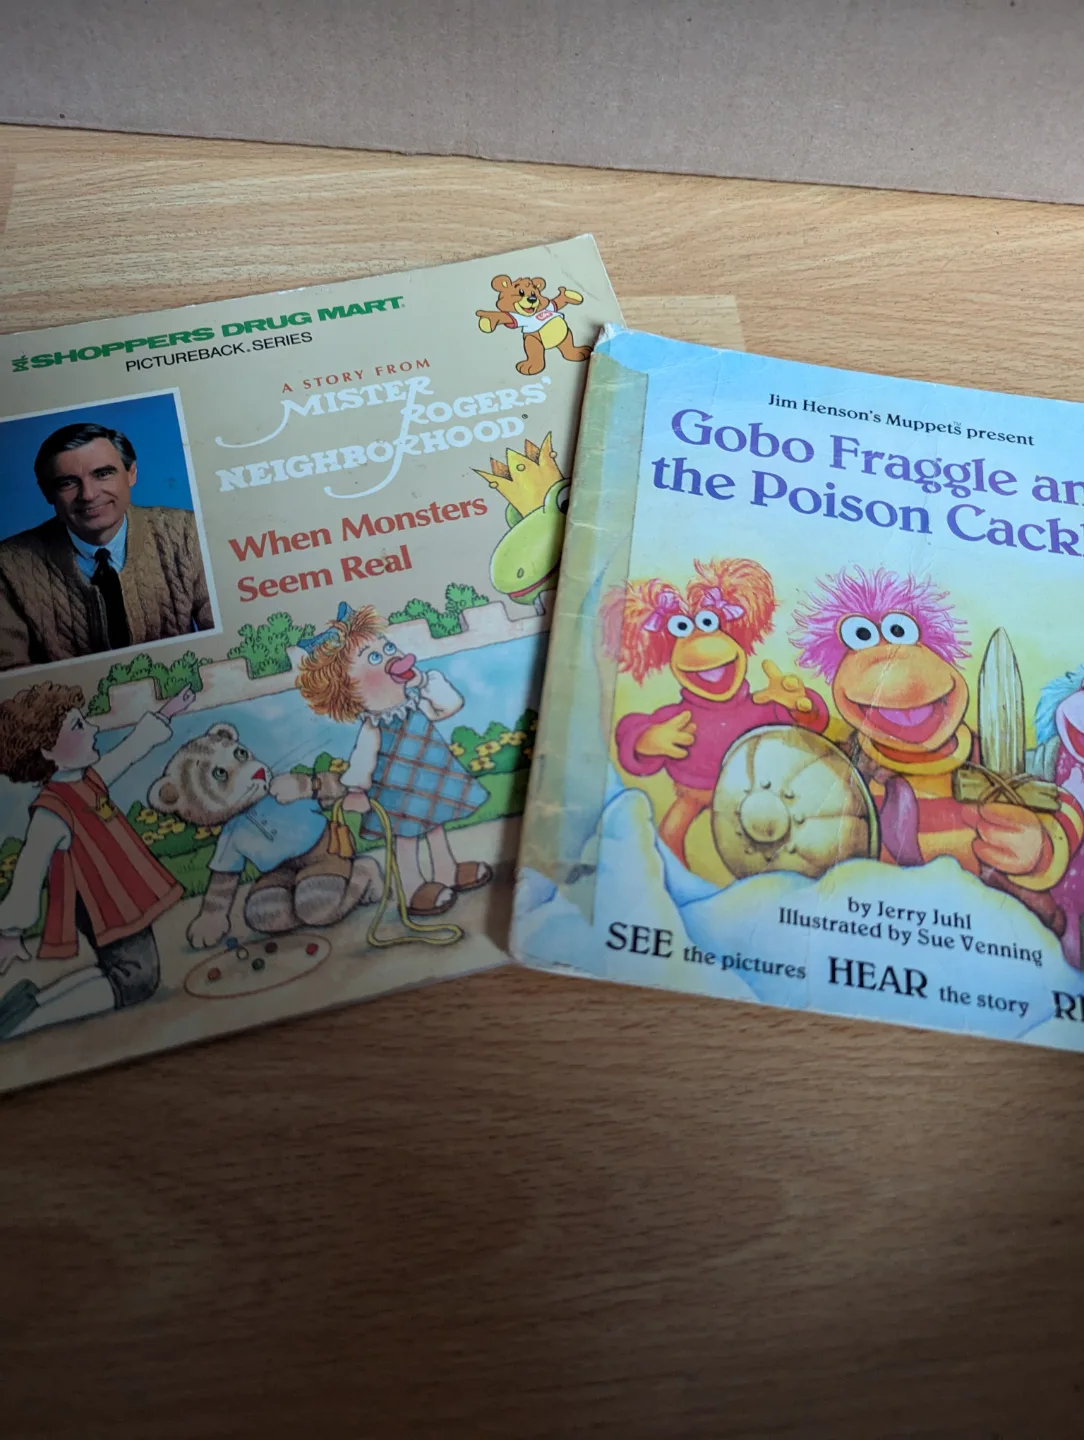 SHOPPERS DRUG MART
PICTUREBACK SERIES
A STORY FROM
MISTER
ROGERS'
NEIGHBORHOOD
When Monsters
Seem Real
Jim Henson's Muppets present
Gobo Fraggle an
the Poison Cack
by Jerry Juhl
Illustrated by Sue Venning
SEE the pictures HEAR the story